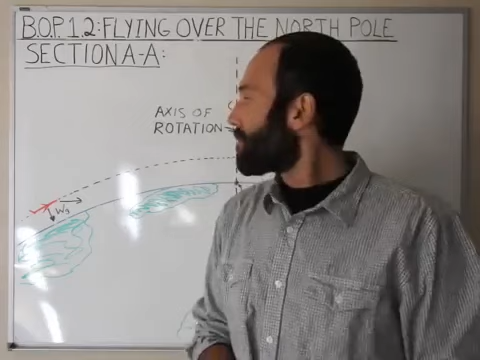 B.O.P. 1.2: FLYING OVER THE NORTH POLE
SECTION A-A:
AXIS OF
ROTATION